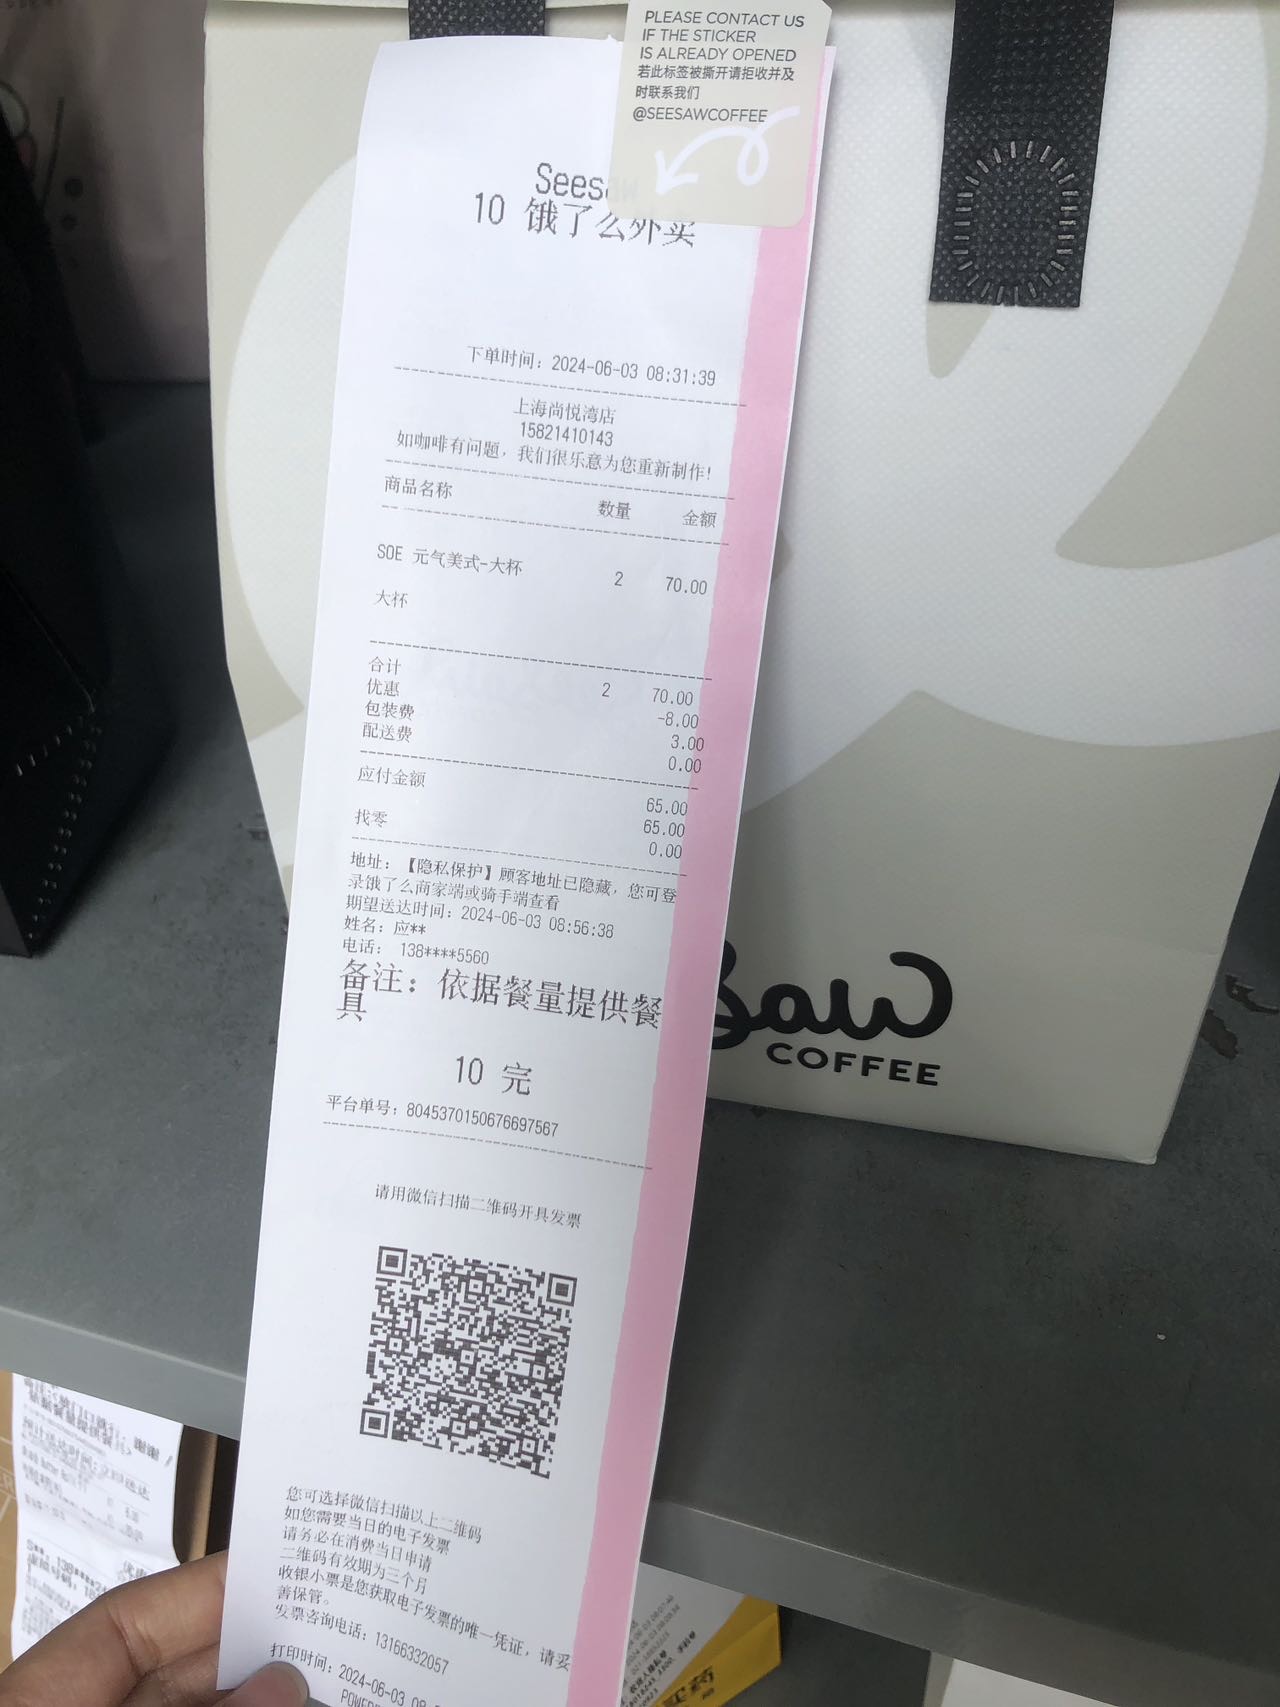 PLEASE CONTACT US
IF THE STICKER
IS ALREADY OPENED
若此标签被撕开请拒收并及
时联系我们
@SEESAWCOFFEE
10 饿了么外卖
下单时间：2024-06-03 08:31:39
上海尚悦湾店
15821410143
如咖啡有问题，我们很乐意为您重新制作！
商品名称 数量 金额
SOE 元气美式-大杯 2 70.00
大杯
合计 2 70.00
优惠 -8.00
包装费 3.00
配送费 0.00
应付金额 65.00
65.00
找零 0.00
地址：【隐私保护】顾客地址已隐藏，您可登
录饿了么商家端或骑手端查看
期望送达时间：2024-06-03 08:56:38
姓名：应**
电话： 138****5560
备注：依据餐量提供餐
具
10 完
平台单号：8045370150676697567
请用微信扫描二维码开具发票
您可选择微信扫描以上二维码
如您需要当日的电子发票
请务必在消费当日申请
二维码有效期为三个月
收银小票是您获取电子发票的唯一凭证，请妥
善保管。
发票咨询电话：13166332057
打印时间：2024-06-03
saw
COFFEE